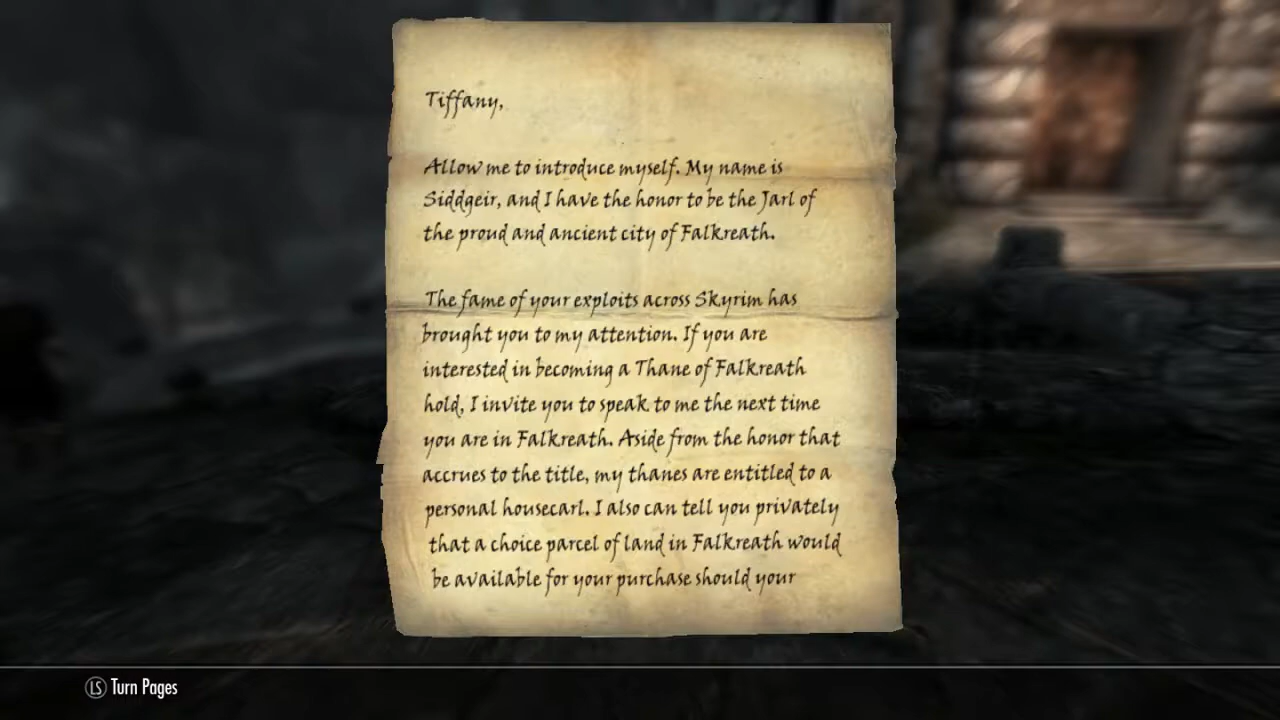 Tiffany,
Allow me to introduce myself. My name is
Siddgeir, and I have the honor to be the Jarl of
the proud and ancient city of Falkreath.
The fame of your exploits across Skyrim has
brought you to my attention. If you are
interested in becoming a Thane of Falkreath
hold, I invite you to speak to me the next time
you are in Falkreath. Aside from the honor that
accrues to the title, my thanes are entitled to a
personal housecarl. I also can tell you privately
that a choice parcel of land in Falkreath would
be available for your purchase should your
LS Turn Pages